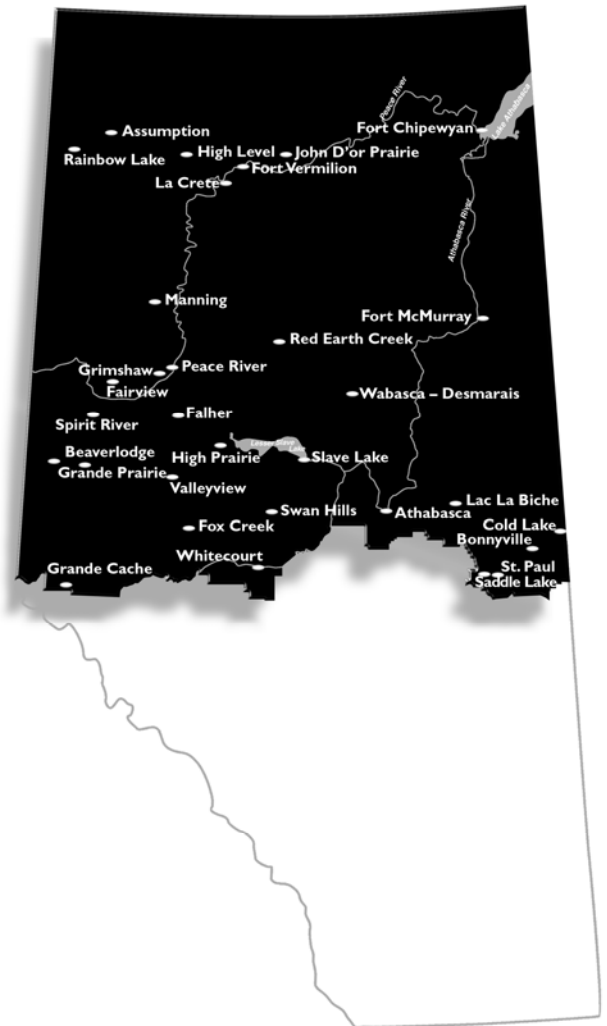 Peace River
Fort Chipewyan
Lake Athabasca
Assumption
Rainbow Lake
High Level
John D'or Prairie
Fort Vermilion
La Crete
Athabasca River
Manning
Fort McMurray
Red Earth Creek
Grimshaw
Peace River
Fairview
Wabasca – Desmarais
Spirit River
Falher
Beaverlodge
High Prairie
Lesser Slave
Lake
Slave Lake
Grande Prairie
Valleyview
Lac La Biche
Swan Hills
Athabasca
Fox Creek
Cold Lake
Bonnyville
Whitecourt
Grande Cache
St. Paul
Saddle Lake